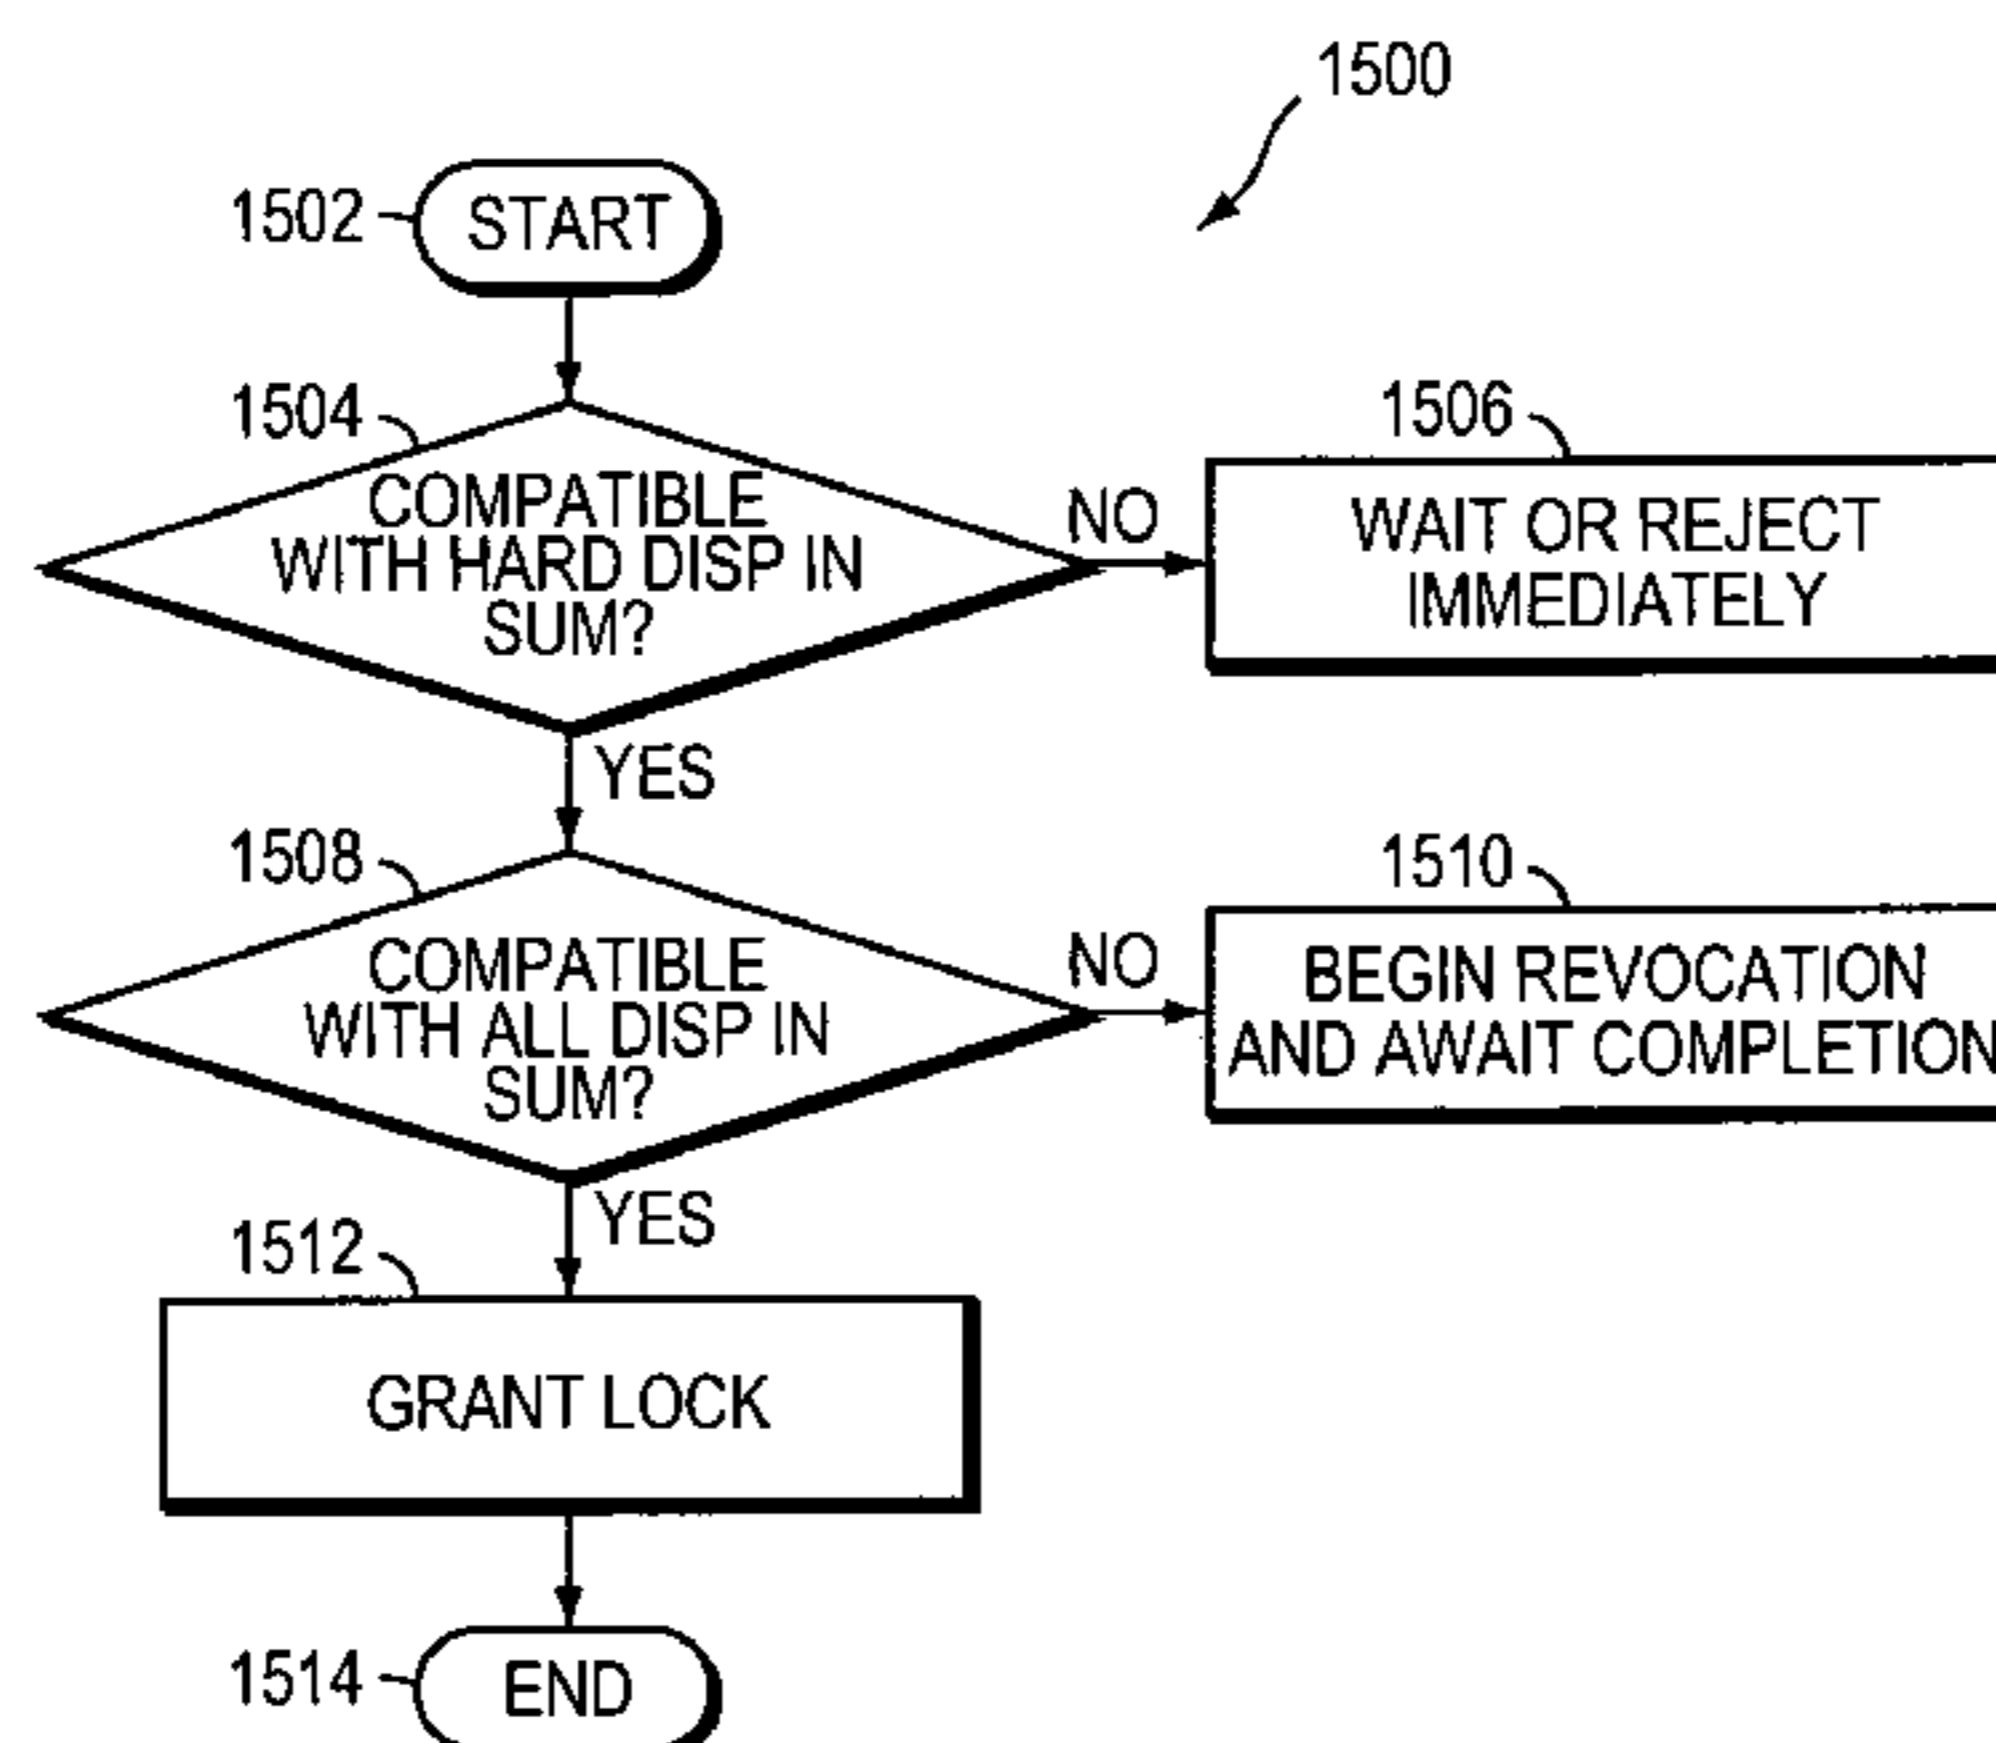 1500
1502
START
1504
COMPATIBLE
WITH HARD DISP IN
SUM?
NO
1506
WAIT OR REJECT
IMMEDIATELY
YES
1508
COMPATIBLE
WITH ALL DISP IN
SUM?
NO
1510
BEGIN REVOCATION
AND AWAIT COMPLETION
YES
1512
GRANT LOCK
1514
END